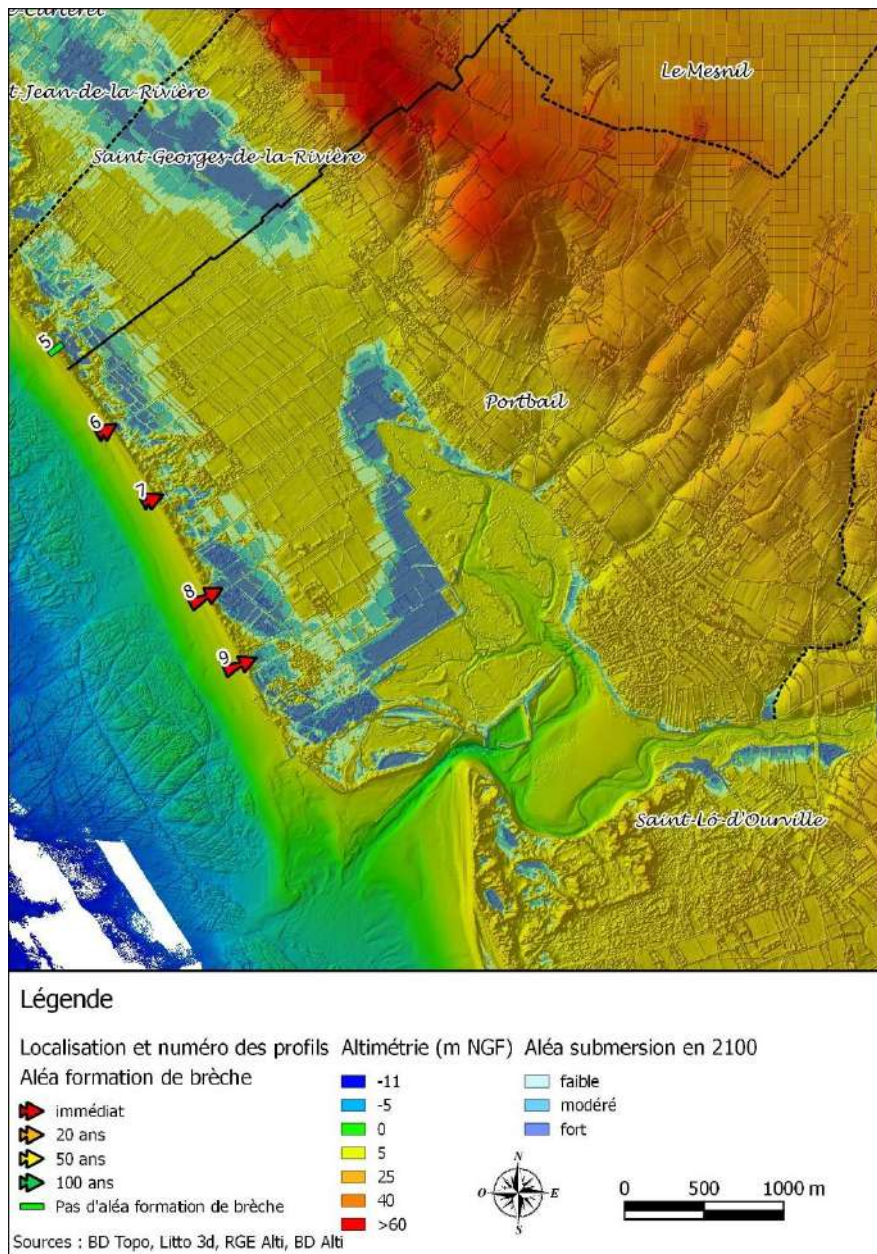 Le Mesnil
t-Jean-de-la-Rivière
Saint-Georges-de-la-Rivière
5
6
Portbail
7
8
9
Saint-Lô-d'Ourville
Légende
Localisation et numéro des profils
Aléa formation de brèche
immédiat
20 ans
50 ans
100 ans
Pas d'aléa formation de brèche
Altimétrie (m NGF)
-11
-5
0
5
25
40
>60
Aléa submersion en 2100
faible
modéré
fort
N
O
E
S
0 500 1000 m
Sources : BD Topo, Litto 3d, RGE Alti, BD Alti